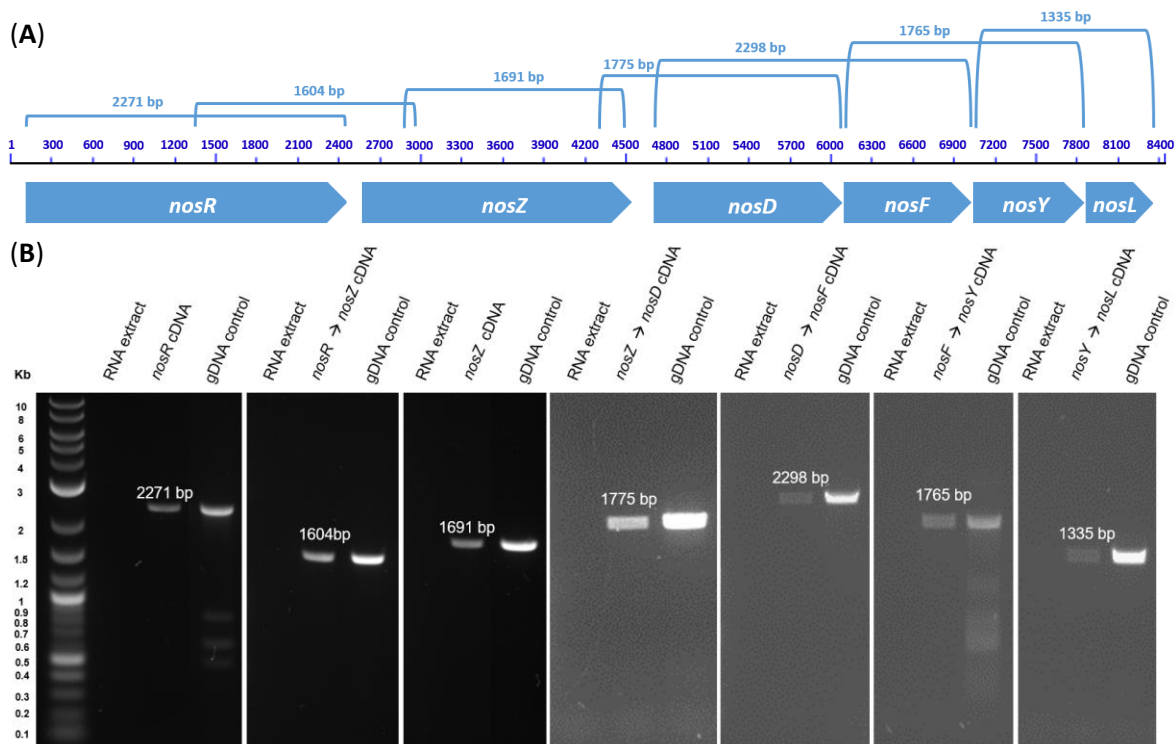 (A)
1335 bp
1765 bp
2298 bp
1775 bp
1691 bp
1604 bp
2271 bp
1 300 600 900 1200 1500 1800 2100 2400 2700 3000 3300 3600 3900 4200 4500 4800 5100 5400 5700 6000 6300 6600 6900 7200 7500 7800 8100 8400
nosR nosZ nosD nosF nosY nosL
(B)
RNA extract
nosR cDNA
gDNA control
RNA extract
nosR → nosZ cDNA
gDNA control
RNA extract
nosZ cDNA
gDNA control
RNA extract
nosZ → nosD cDNA
gDNA control
RNA extract
nosD → nosF cDNA
gDNA control
RNA extract
nosF → nosY cDNA
gDNA control
RNA extract
nosY → nosL cDNA
gDNA control
Kb
10
8
6
5
4
3
2
1.5
1.2
1
0.9
0.8
0.7
0.6
0.5
0.4
0.3
0.2
0.1
2271 bp
1604bp
1691 bp
1775 bp
2298 bp
1765 bp
1335 bp